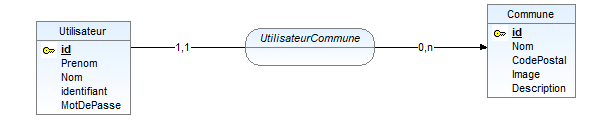 Utilisateur
id
Prenom
Nom
identifiant
MotDePasse
1,1
UtilisateurCommune
0,n
Commune
id
Nom
CodePostal
Image
Description